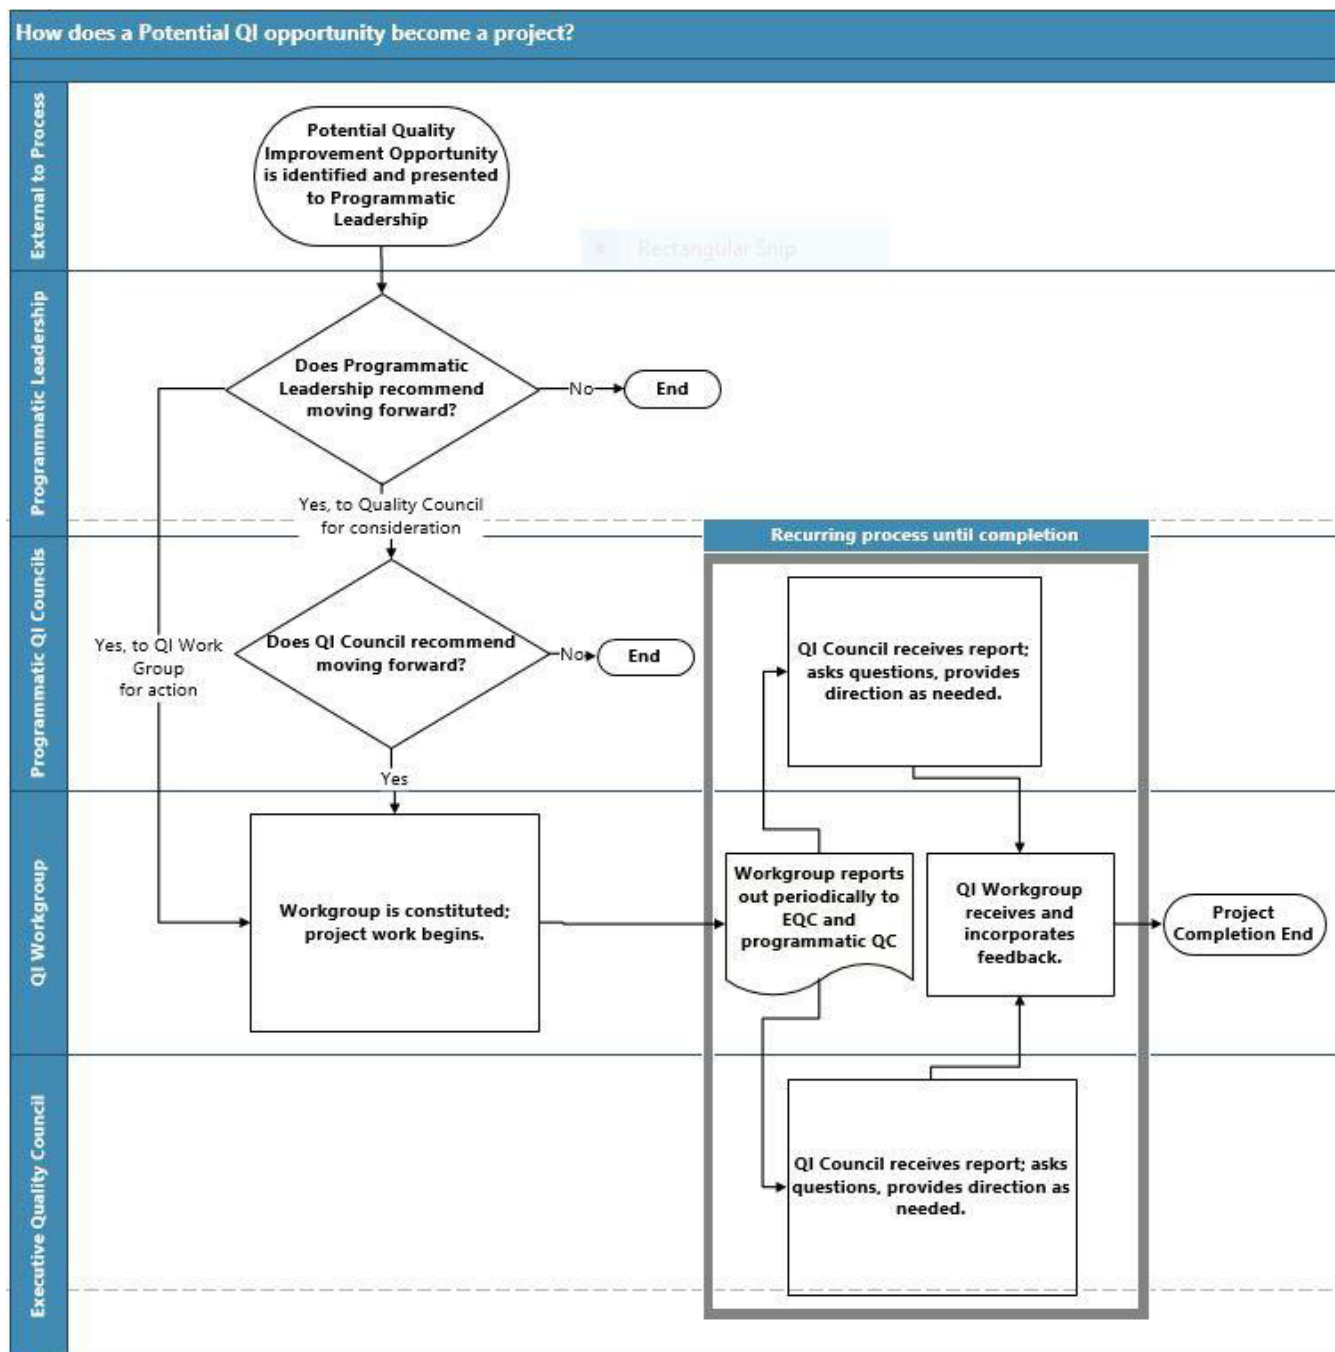 How does a Potential QI opportunity become a project?
External to Process
Potential Quality
Improvement Opportunity
is identified and presented
to Programmatic
Leadership
Rectangular Snip
Programmatic Leadership
Does Programmatic
Leadership recommend
moving forward?
No
End
Yes, to Quality Council
for consideration
Programmatic QI Councils
Yes, to QI Work
Group
for action
Does QI Council recommend
moving forward?
No
End
Yes
Recurring process until completion
QI Council receives report;
asks questions, provides
direction as needed.
QI Workgroup
Workgroup is constituted;
project work begins.
Workgroup reports
out periodically to
EQC and
programmatic QC
QI Workgroup
receives and
incorporates
feedback.
Project
Completion End
Executive Quality Council
QI Council receives report; asks
questions, provides direction as
needed.